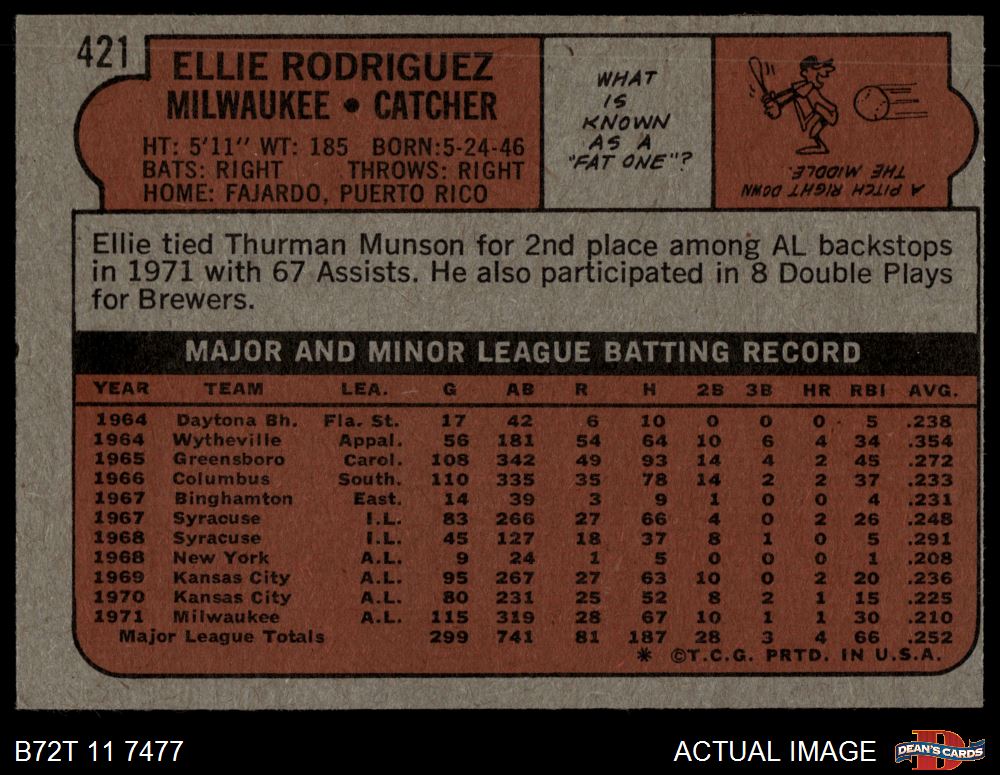 421
ELLIE RODRIGUEZ
MILWAUKEE • CATCHER
HT: 5'11" WT: 185 BORN:5-24-46
BATS: RIGHT THROWS: RIGHT
HOME: FAJARDO, PUERTO RICO
WHAT
IS
KNOWN
AS A
"FAT ONE"?
A PITCH RIGHT DOWN
THE MIDDLE.
Ellie tied Thurman Munson for 2nd place among AL backstops
in 1971 with 67 Assists. He also participated in 8 Double Plays
for Brewers.
MAJOR AND MINOR LEAGUE BATTING RECORD
YEAR TEAM LEA. G AB R H 2B 3B HR RBI AVG.
1964 Daytona Bh. Fla. St. 17 42 6 10 0 0 0 5 .238
1964 Wytheville Appal. 56 181 54 64 10 6 4 34 .354
1965 Greensboro Carol. 108 342 49 93 14 4 2 45 .272
1966 Columbus South. 110 335 35 78 14 2 2 37 .233
1967 Binghamton East. 14 39 3 9 1 0 0 4 .231
1967 Syracuse I.L. 83 266 27 66 4 0 2 26 .248
1968 Syracuse I.L. 45 127 18 37 8 1 0 5 .291
1968 New York A.L. 9 24 1 5 0 0 0 1 .208
1969 Kansas City A.L. 95 267 27 63 10 0 2 20 .236
1970 Kansas City A.L. 80 231 25 52 8 2 1 15 .225
1971 Milwaukee A.L. 115 319 28 67 10 1 1 30 .210
Major League Totals 299 741 81 187 28 3 4 66 .252
* ©T.C.G. PRTD. IN U.S.A.
B72T 11 7477
ACTUAL IMAGE
DEAN'S CARDS